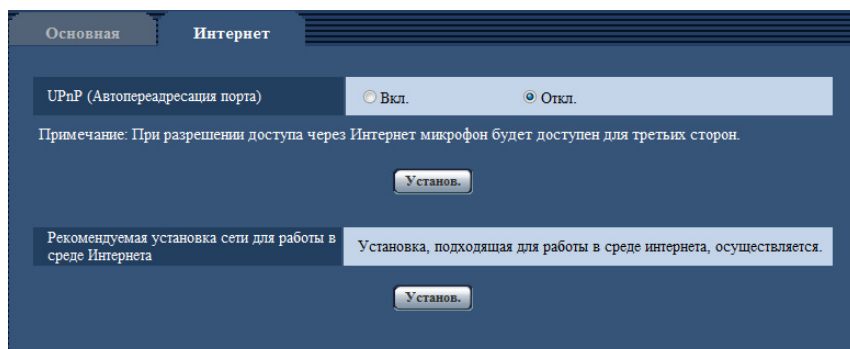 Основная
Интернет
UPnP (Автопереадресация порта)
Вкл.
Откл.
Примечание: При разрешении доступа через Интернет микрофон будет доступен для третьих сторон.
Установ.
Рекомендуемая установка сети для работы в
среде Интернета
Установка, подходящая для работы в среде интернета, осуществляется.
Установ.